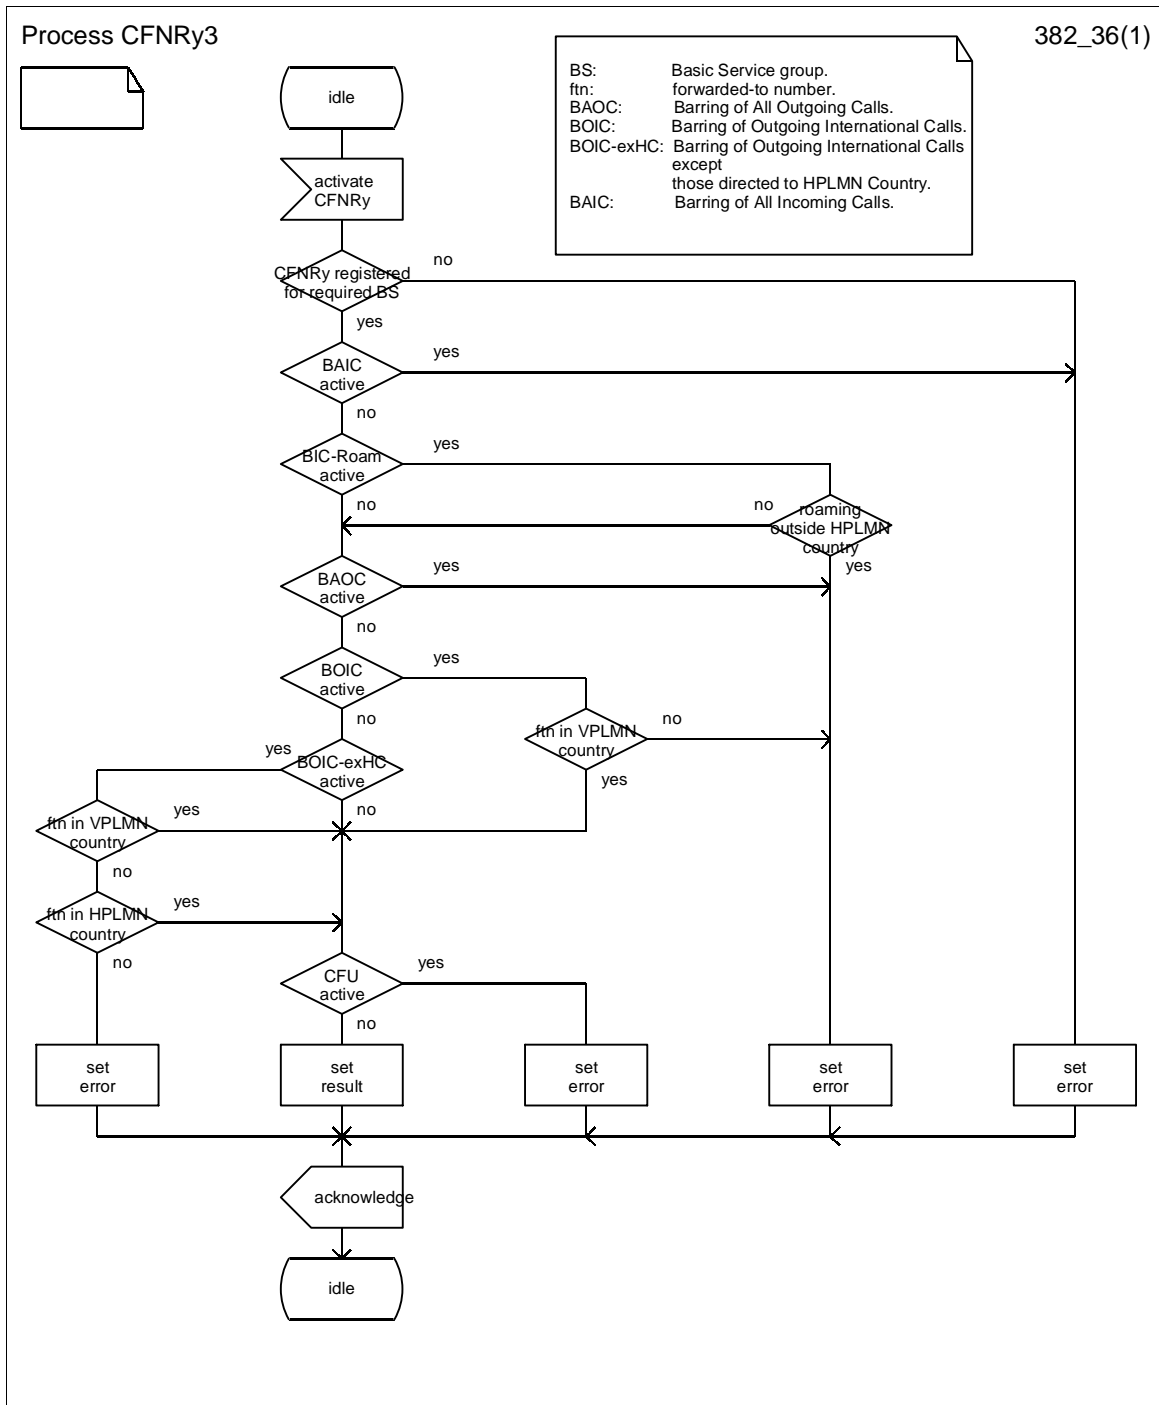 Process CFNRy3
382_36(1)
BS: Basic Service group.
ftn: forwarded-to number.
BAOC: Barring of All Outgoing Calls.
BOIC: Barring of Outgoing International Calls.
BOIC-exHC: Barring of Outgoing International Calls
except
those directed to HPLMN Country.
BAIC: Barring of All Incoming Calls.
idle
activate
CFNRy
CFNRy registered
for required BS
no
yes
BAIC
active
yes
no
BIC-Roam
active
yes
no
roaming
outside HPLMN
country
no
yes
BAOC
active
yes
no
BOIC
active
yes
no
ftn in VPLMN
country
no
yes
BOIC-exHC
active
yes
no
ftn in VPLMN
country
yes
no
ftn in HPLMN
country
yes
no
CFU
active
yes
no
set
error
set
result
set
error
set
error
set
error
acknowledge
idle